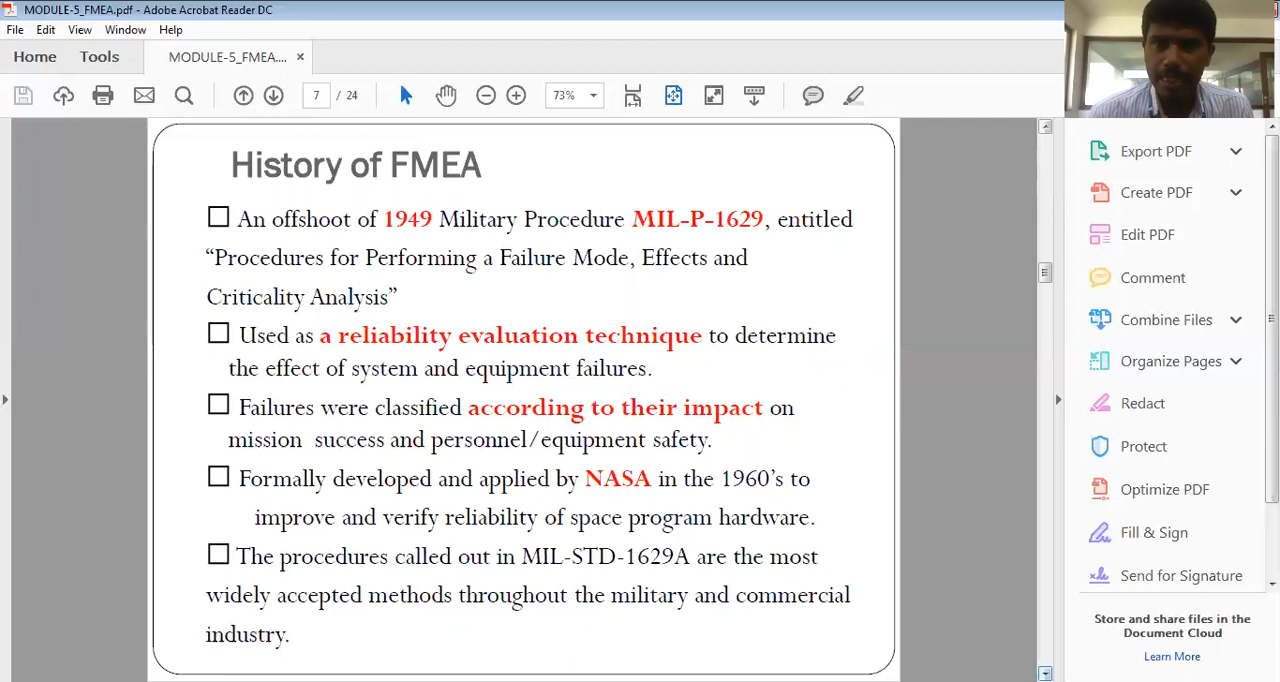 MODULE-5_FMEA.pdf - Adobe Acrobat Reader DC
File Edit View Window Help
Home Tools MODULE-5_FMEA.... ×
7 / 24 73%
History of FMEA
An offshoot of 1949 Military Procedure MIL-P-1629, entitled
“Procedures for Performing a Failure Mode, Effects and
Criticality Analysis”
Used as a reliability evaluation technique to determine
the effect of system and equipment failures.
Failures were classified according to their impact on
mission success and personnel/equipment safety.
Formally developed and applied by NASA in the 1960’s to
improve and verify reliability of space program hardware.
The procedures called out in MIL-STD-1629A are the most
widely accepted methods throughout the military and commercial
industry.
Export PDF
Create PDF
Edit PDF
Comment
Combine Files
Organize Pages
Redact
Protect
Optimize PDF
Fill & Sign
Send for Signature
Store and share files in the
Document Cloud
Learn More